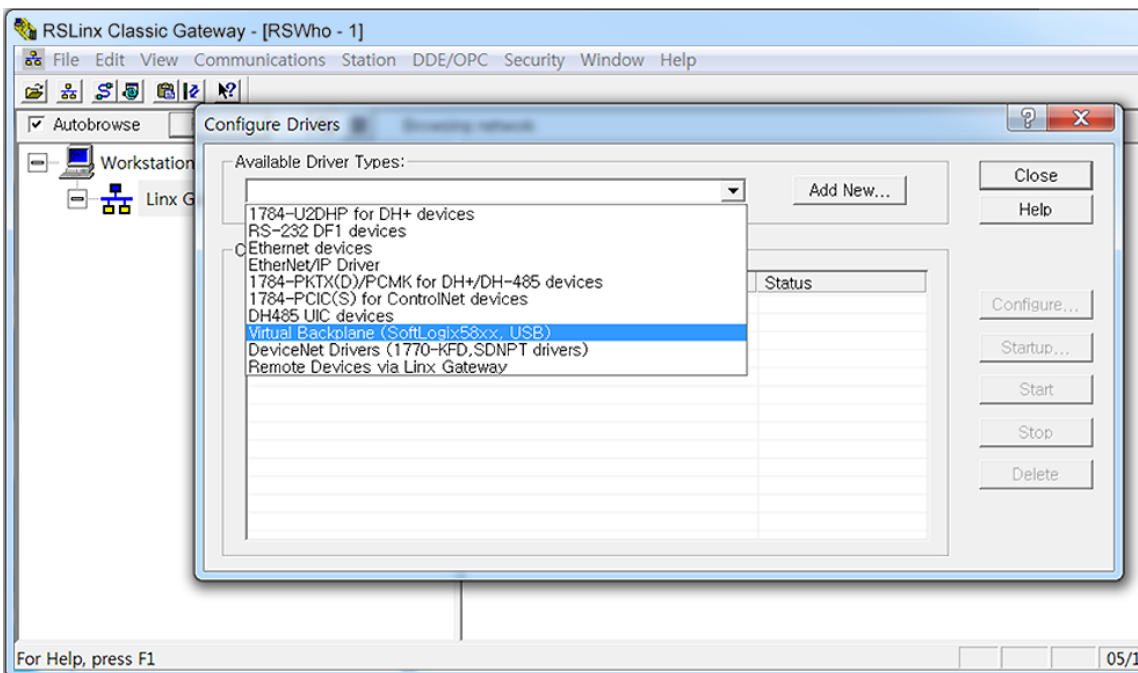 RSLinx Classic Gateway - [RSWho - 1]
File Edit View Communications Station DDE/OPC Security Window Help
Autobrowse
Configure Drivers
Browsing network
Workstation
Linx G
Available Driver Types:
Add New...
Close
Help
1784-U2DHP for DH+ devices
RS-232 DF1 devices
Ethernet devices
EtherNet/IP Driver
1784-PKTX(D)/PCMK for DH+/DH-485 devices
1784-PCIC(S) for ControlNet devices
DH485 UIC devices
Virtual Backplane (SoftLogix58xx, USB)
DeviceNet Drivers (1770-KFD,SDNPT drivers)
Remote Devices via Linx Gateway
C
Status
Configure...
Startup...
Start
Stop
Delete
For Help, press F1
05/1